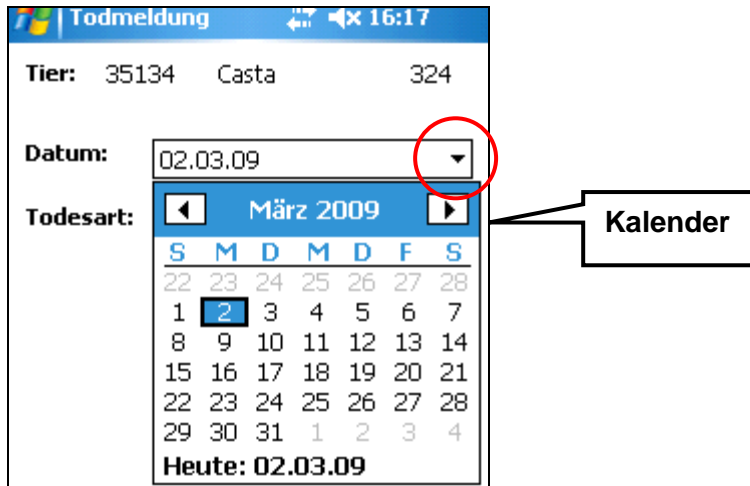 Todmeldung 16:17
Tier: 35134 Casta 324
Datum: 02.03.09
Todesart: März 2009
Kalender
S M D M D F S
22 23 24 25 26 27 28
1 2 3 4 5 6 7
8 9 10 11 12 13 14
15 16 17 18 19 20 21
22 23 24 25 26 27 28
29 30 31 1 2 3 4
Heute: 02.03.09